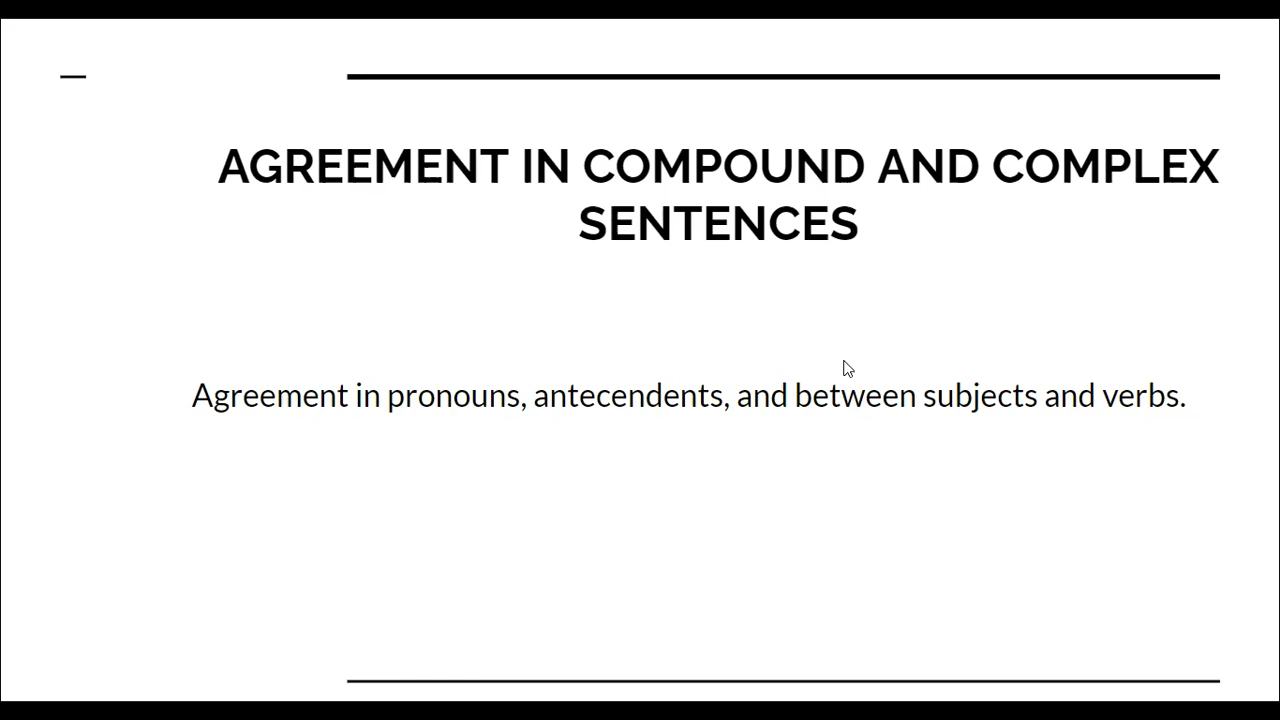 AGREEMENT IN COMPOUND AND COMPLEX
SENTENCES
Agreement in pronouns, antecendents, and between subjects and verbs.